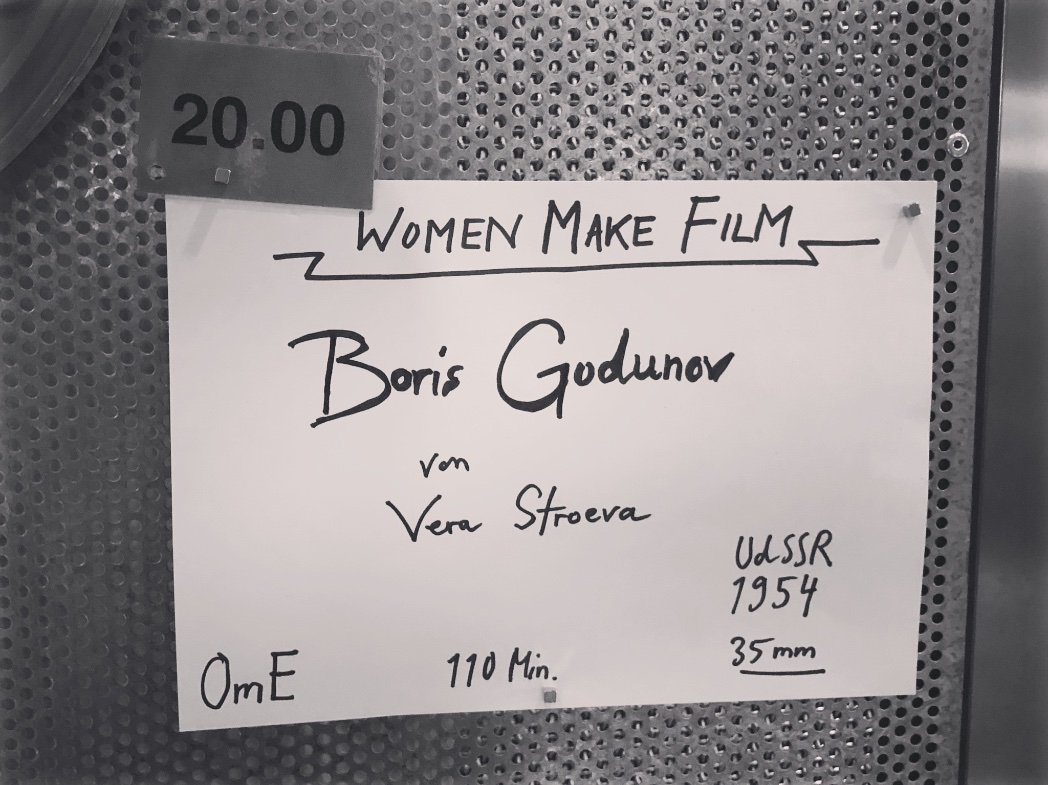 20.00
WOMEN MAKE FILM
Boris Godunov
von
Vera Stroeva
UdSSR
1954
35mm
OmE
110 Min.